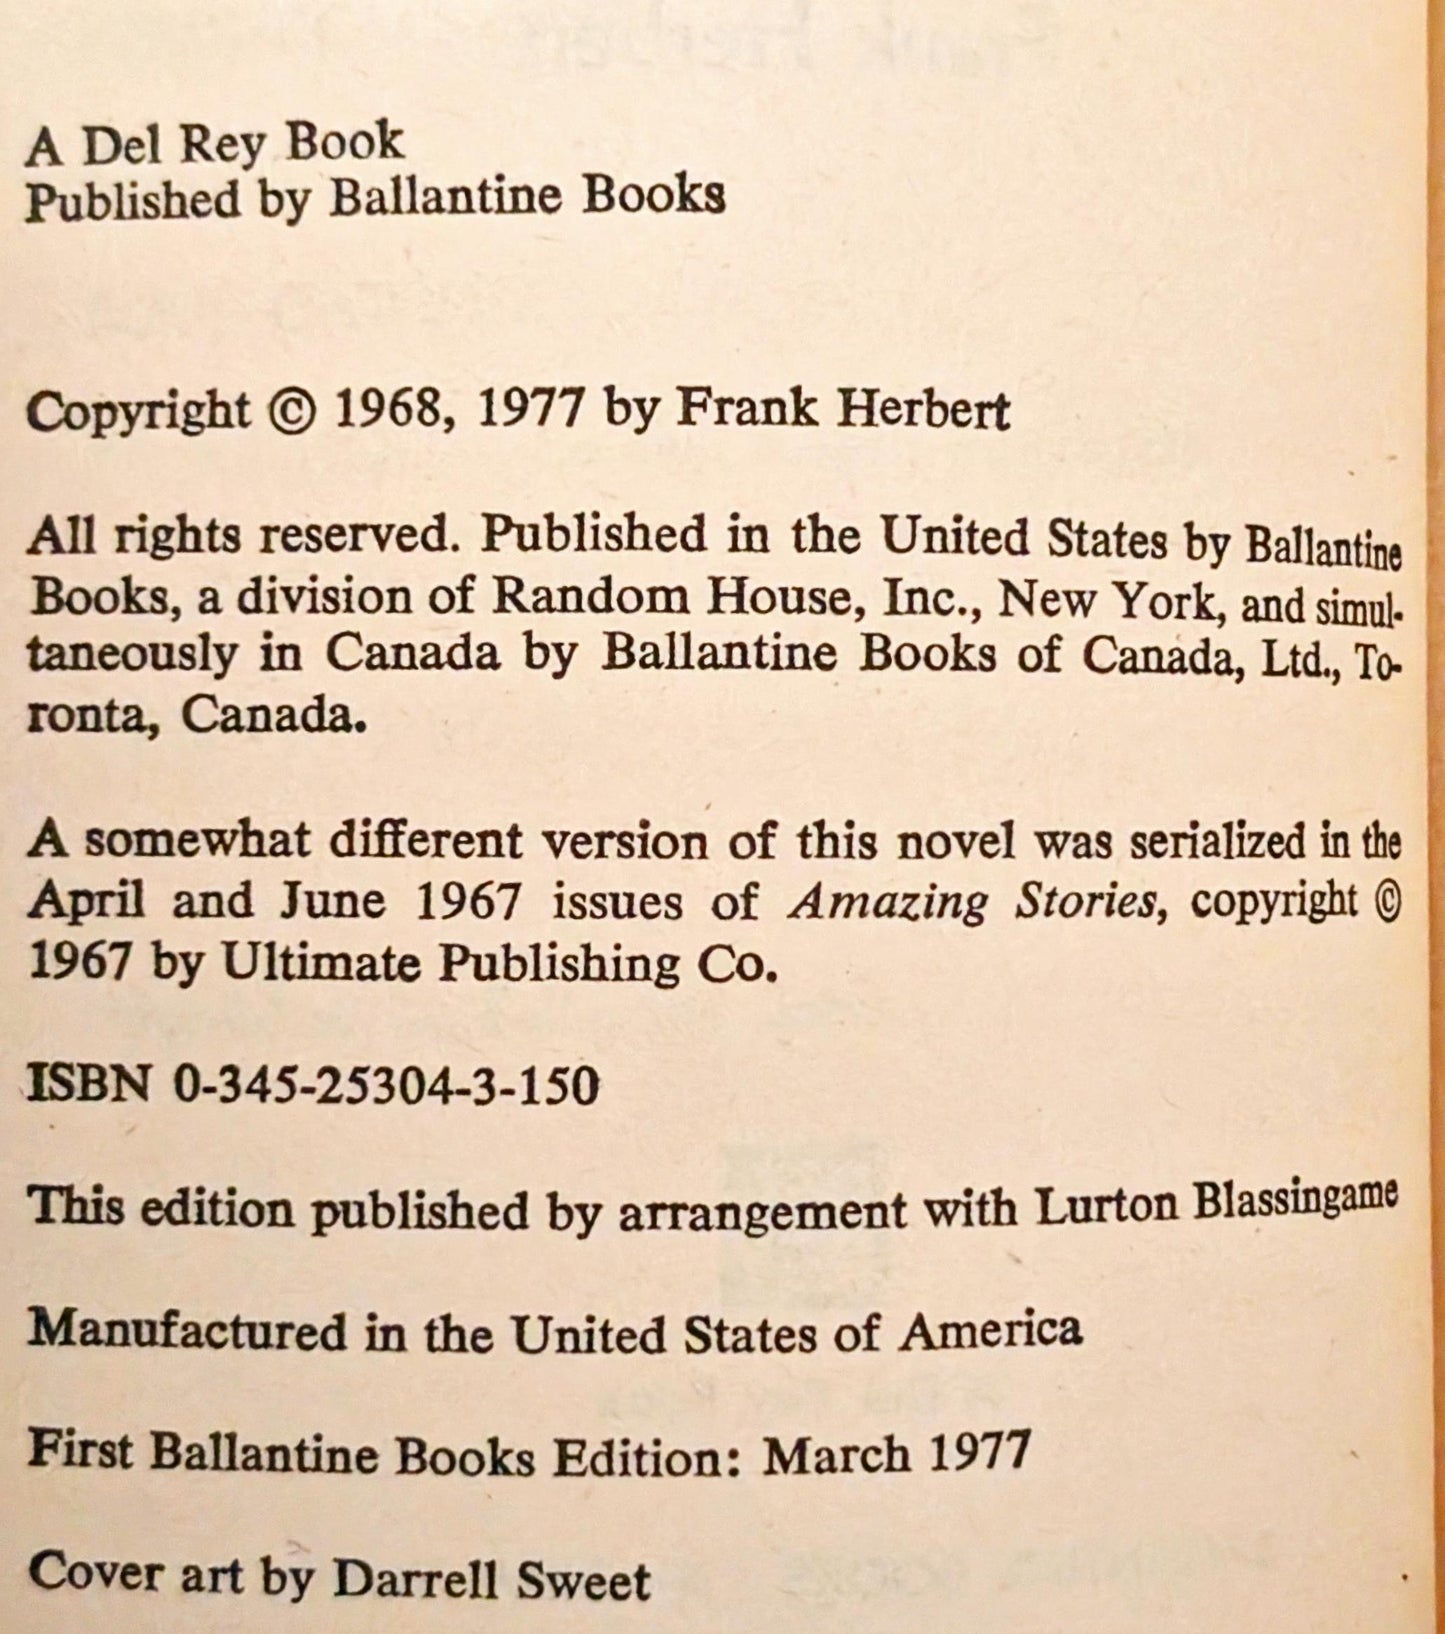 A Del Rey Book
Published by Ballantine Books
Copyright © 1968, 1977 by Frank Herbert
All rights reserved. Published in the United States by Ballantine
Books, a division of Random House, Inc., New York, and simul-
taneously in Canada by Ballantine Books of Canada, Ltd., To-
ronta, Canada.
A somewhat different version of this novel was serialized in the
April and June 1967 issues of Amazing Stories, copyright ©
1967 by Ultimate Publishing Co.
ISBN 0-345-25304-3-150
This edition published by arrangement with Lurton Blassingame
Manufactured in the United States of America
First Ballantine Books Edition: March 1977
Cover art by Darrell Sweet